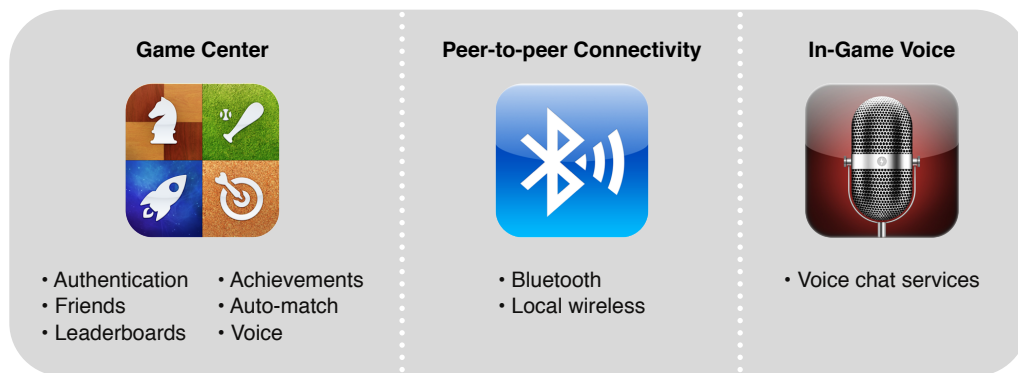 Game Center
• Authentication
• Friends
• Leaderboards
• Achievements
• Auto-match
• Voice
Peer-to-peer Connectivity
• Bluetooth
• Local wireless
In-Game Voice
• Voice chat services